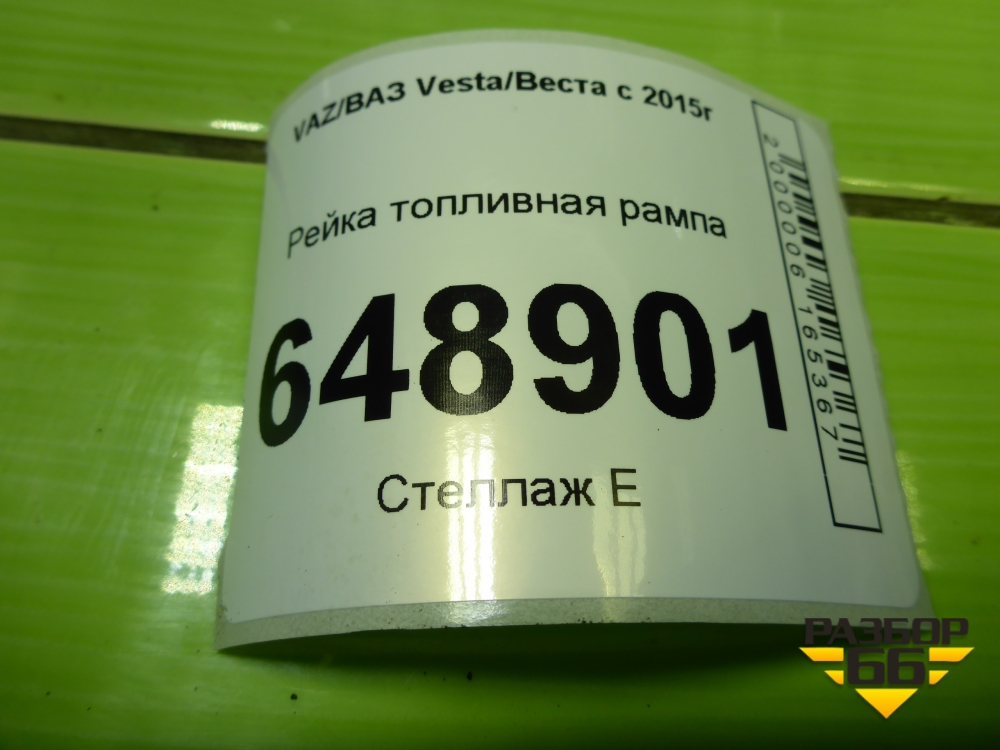 VAZ/ВАЗ Vesta/Веста с 2015г
Рейка топливная рампа
648901
Стеллаж Е
2000006165367
РАЗБОР
66